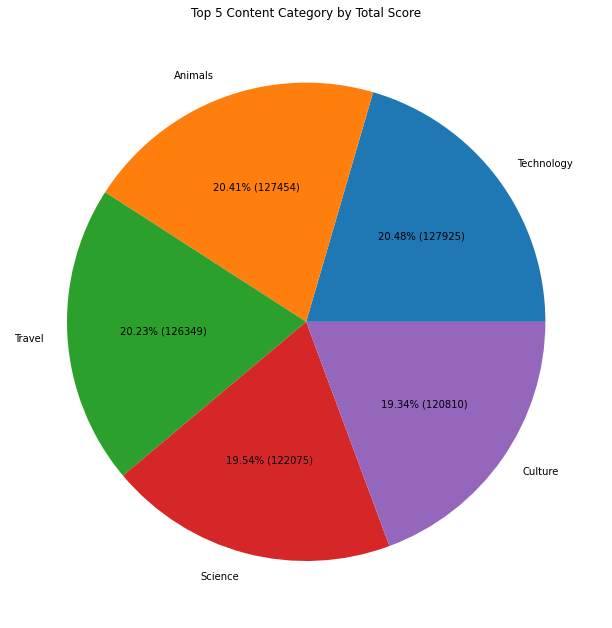 Top 5 Content Category by Total Score
Animals
Technology
20.41% (127454)
20.48% (127925)
Travel
20.23% (126349)
19.34% (120810)
19.54% (122075)
Culture
Science